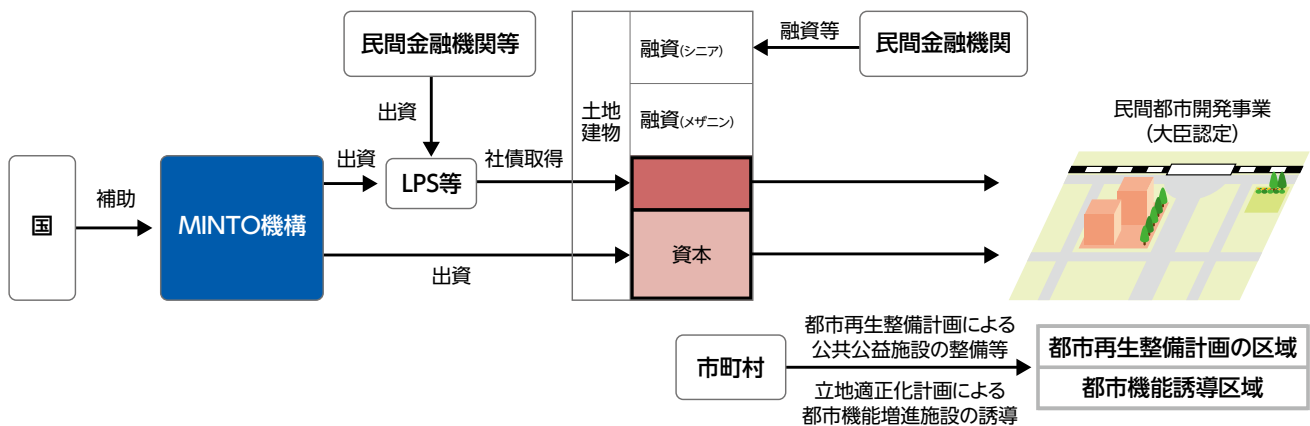 民間金融機関等
融資(シニア)
融資等
民間金融機関
出資
土地
建物
融資(メザニン)
民間都市開発事業
(大臣認定)
国
補助
MINTO機構
出資
LPS等
社債取得
出資
資本
市町村
都市再生整備計画による
公共公益施設の整備等
立地適正化計画による
都市機能増進施設の誘導
都市再生整備計画の区域
都市機能誘導区域